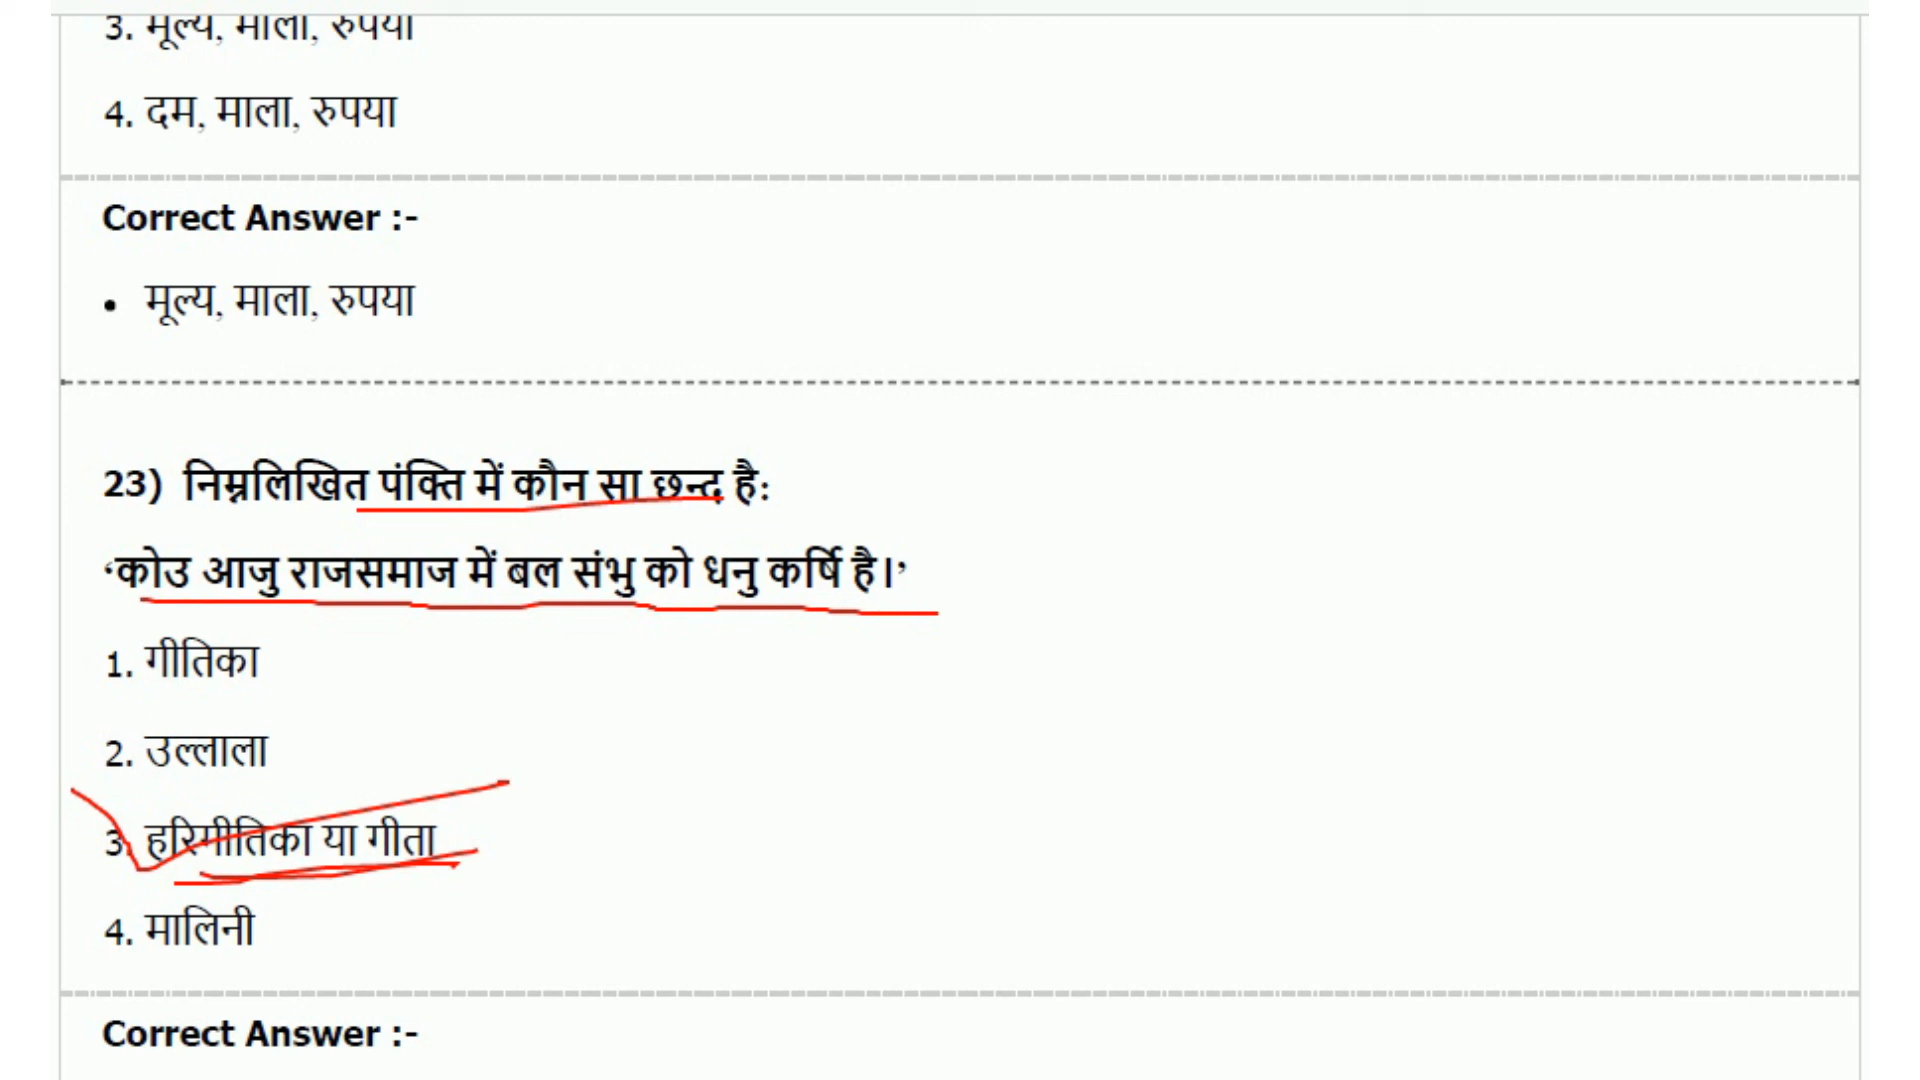 3. मूल्य, माला, रुपया
4. दम, माला, रुपया
Correct Answer :-
• मूल्य, माला, रुपया
23) निम्नलिखित पंक्ति में कौन सा छन्द है:
‘कोउ आजु राजसमाज में बल संभु को धनु कर्षि है।’
1. गीतिका
2. उल्लाला
3. हरिगीतिका या गीता
4. मालिनी
Correct Answer :-